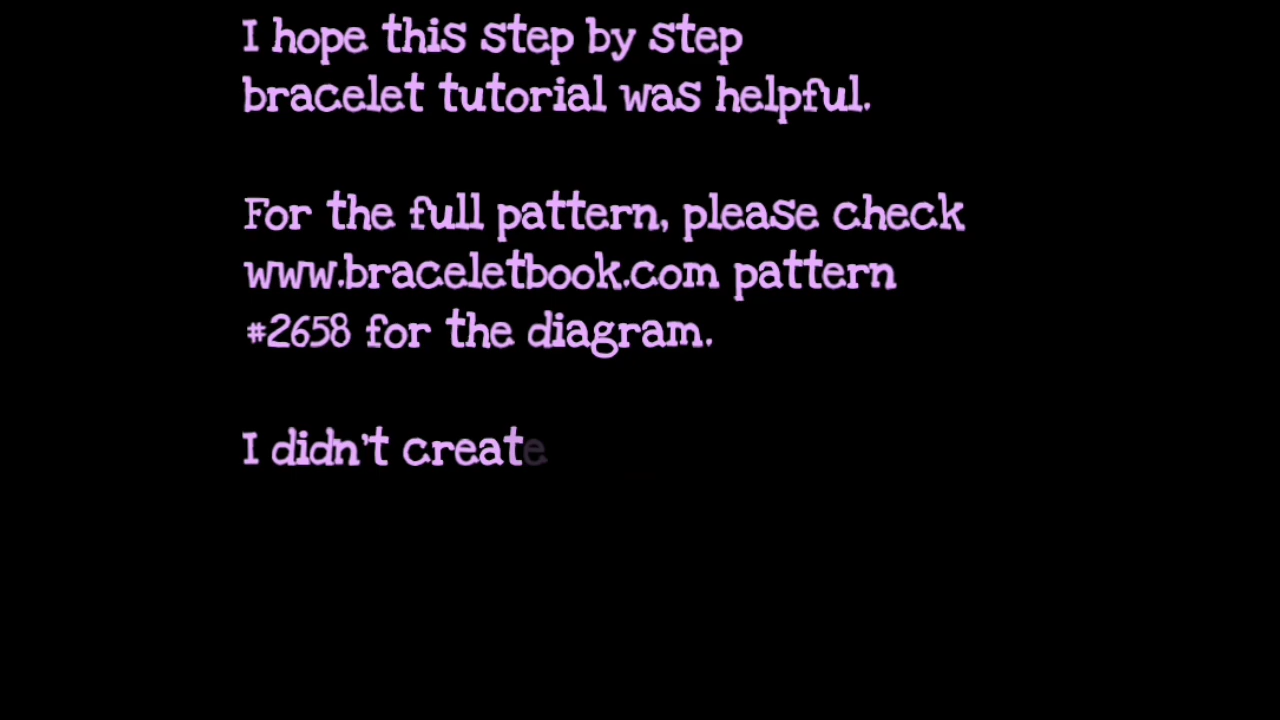 I hope this step by step
bracelet tutorial was helpful.
For the full pattern, please check
www.braceletbook.com pattern
#2658 for the diagram.
I didn't create